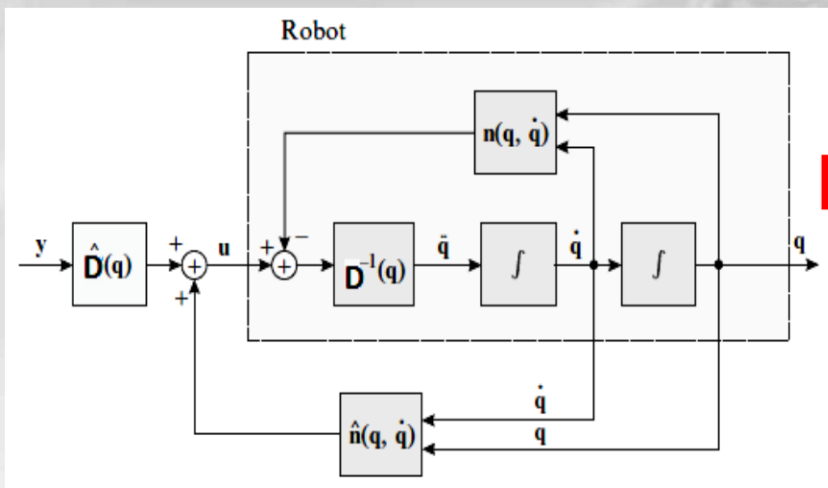 Robot
n(q, q̇)
−
y
D̂(q)
+
+
u
+
+
+
D⁻¹(q)
q̈
∫
q̇
∫
q
n̂(q, q̇)
q̇
q